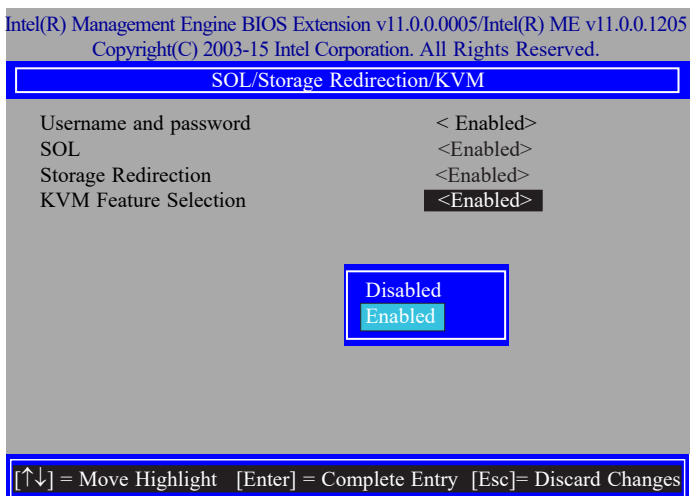 Intel(R) Management Engine BIOS Extension v11.0.0.0005/Intel(R) ME v11.0.0.1205
Copyright(C) 2003-15 Intel Corporation. All Rights Reserved.
SOL/Storage Redirection/KVM
Username and password < Enabled>
SOL <Enabled>
Storage Redirection <Enabled>
KVM Feature Selection <Enabled>
Disabled
Enabled
[↑↓] = Move Highlight [Enter] = Complete Entry [Esc]= Discard Changes